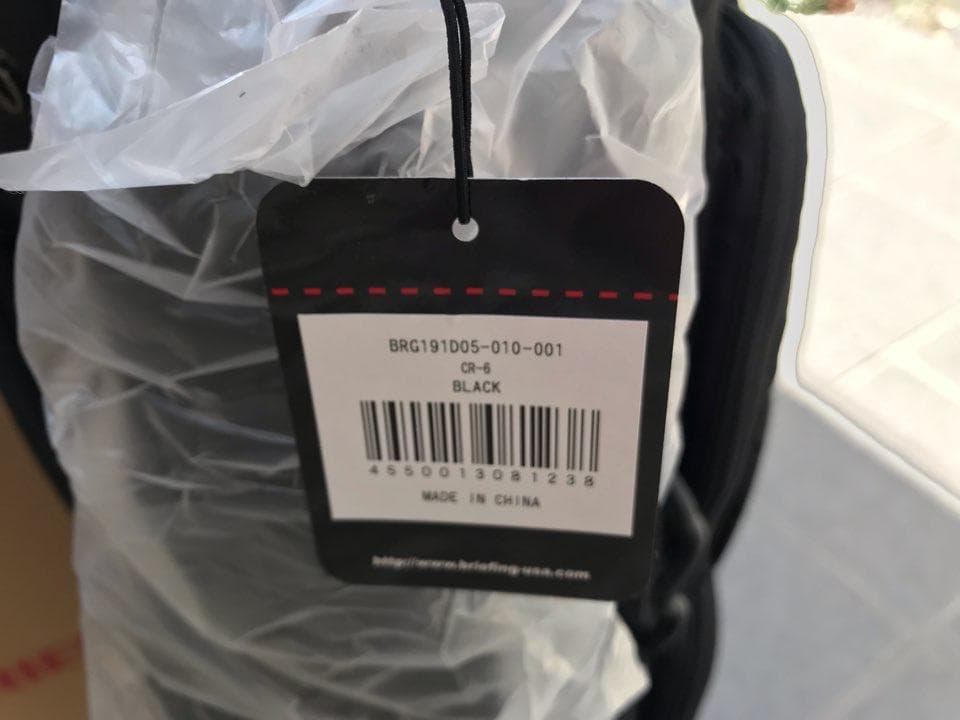 BRG191D05-010-001
CR-6
BLACK
4550013081238
MADE IN CHINA
http://www.briefing-usa.com